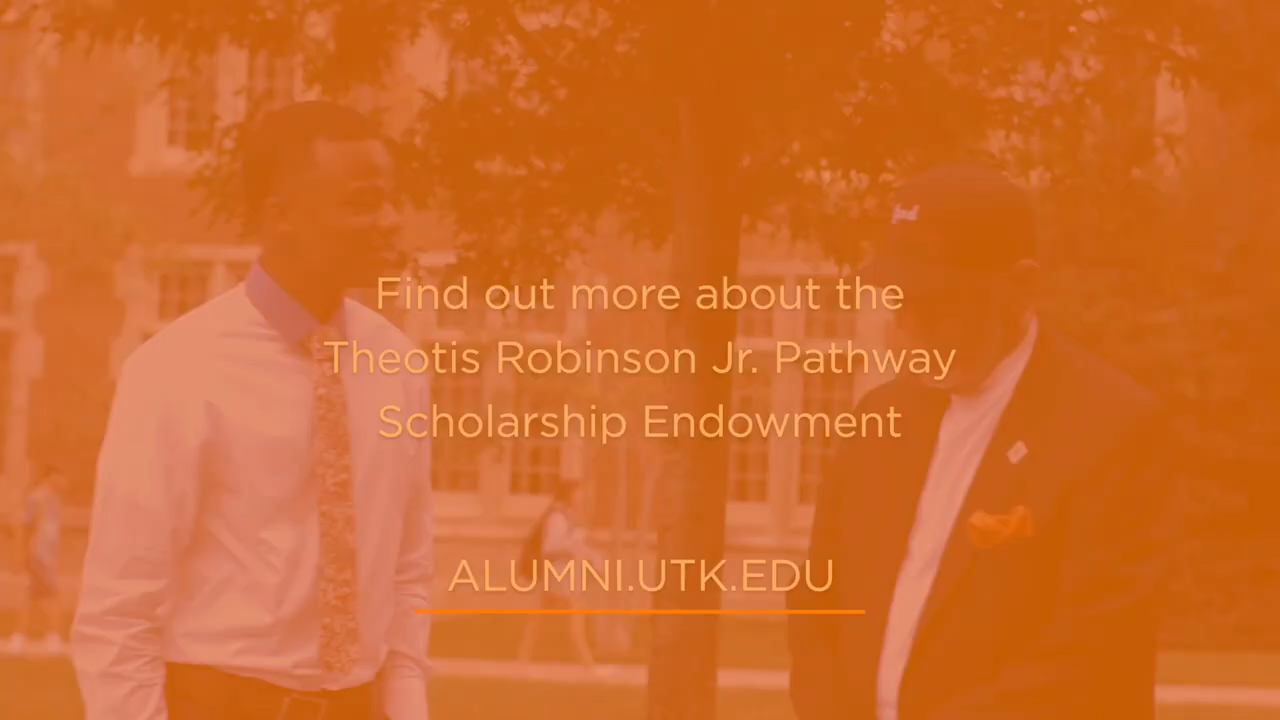 Find out more about the
Theotis Robinson Jr. Pathway
Scholarship Endowment
ALUMNI.UTK.EDU